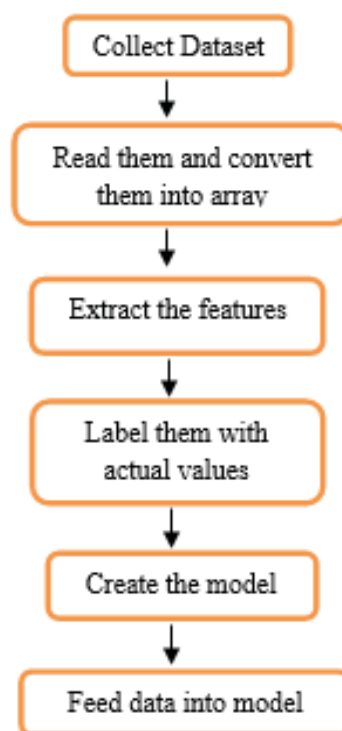 Collect Dataset
Read them and convert
them into array
Extract the features
Label them with
actual values
Create the model
Feed data into model